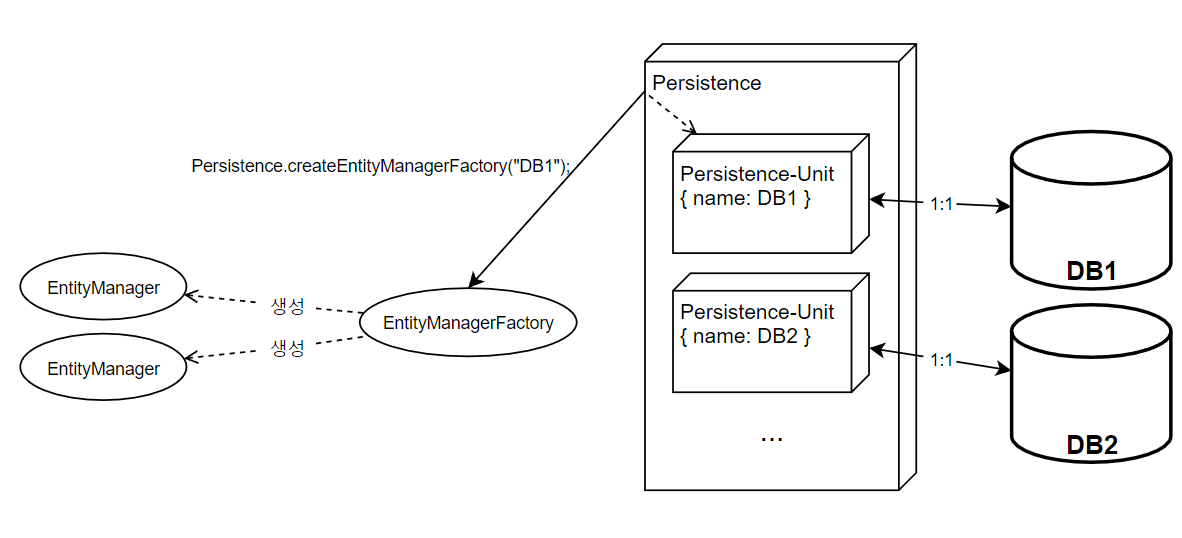 Persistence
Persistence.createEntityManagerFactory("DB1");
Persistence-Unit
{ name: DB1 }
1:1
DB1
EntityManager
생성
EntityManagerFactory
생성
EntityManager
Persistence-Unit
{ name: DB2 }
1:1
DB2
...